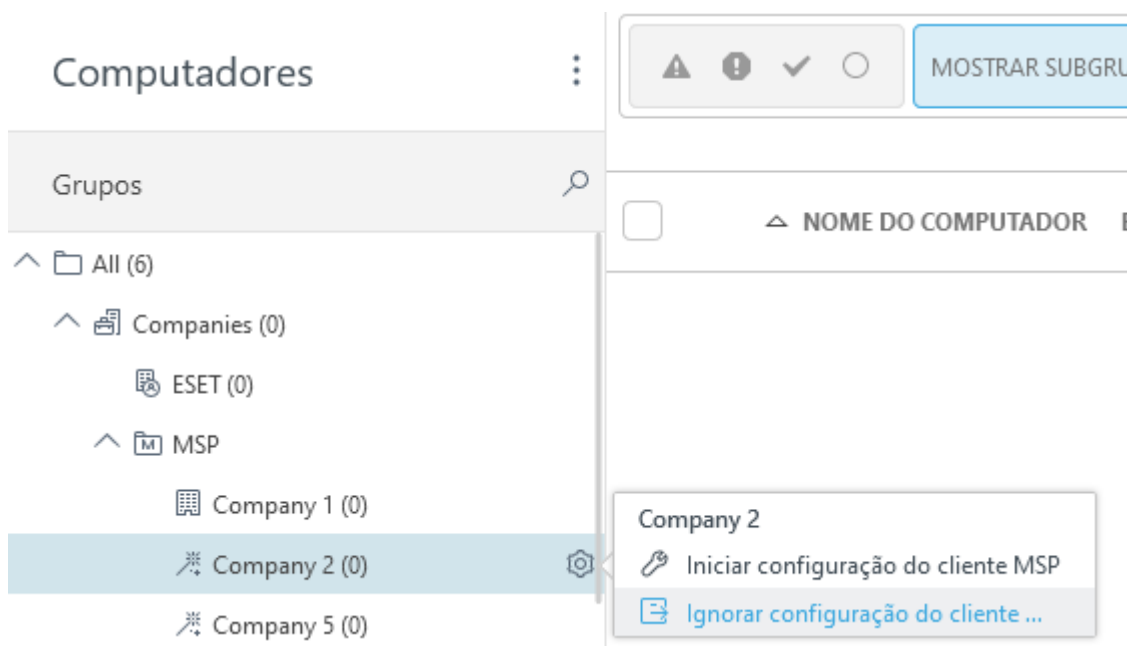 Computadores
MOSTRAR SUBGRU
Grupos
NOME DO COMPUTADOR
All (6)
Companies (0)
ESET (0)
MSP
Company 1 (0)
Company 2 (0)
Company 5 (0)
Company 2
Iniciar configuração do cliente MSP
Ignorar configuração do cliente ...